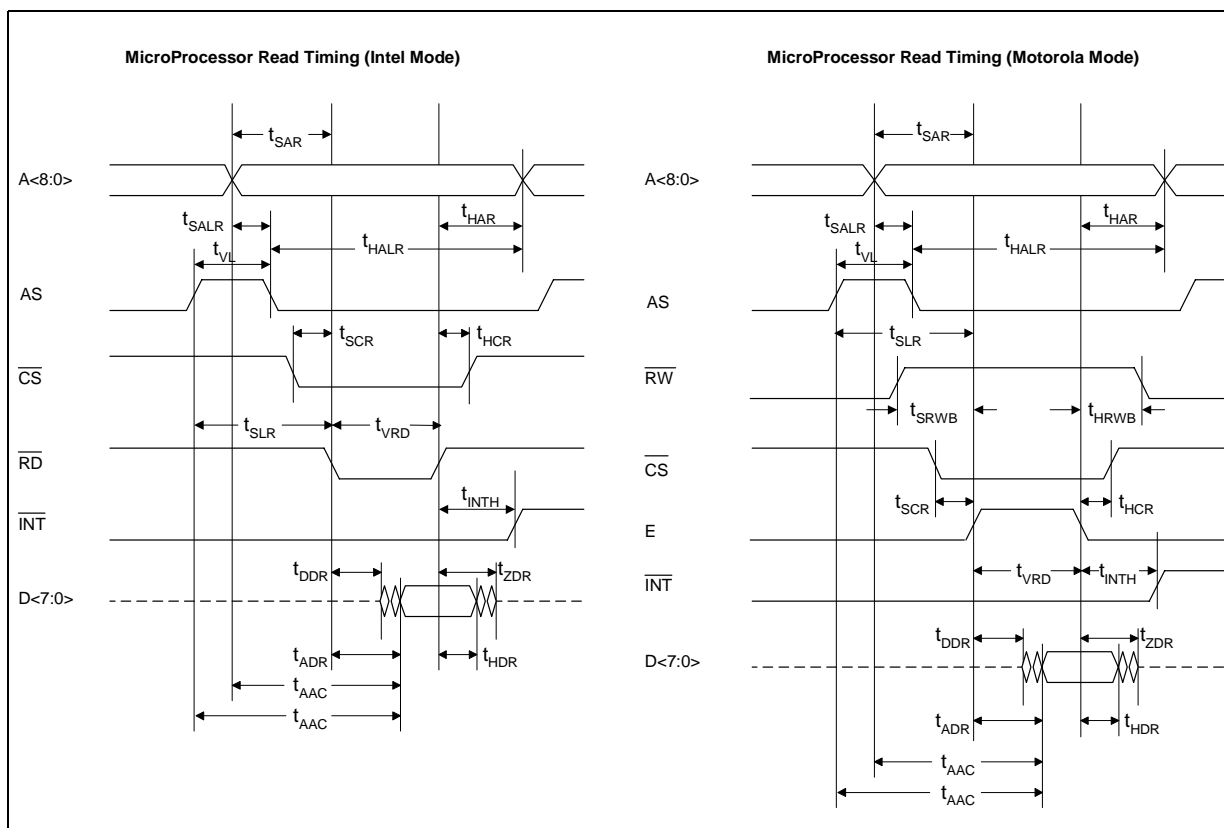 MicroProcessor Read Timing (Intel Mode)
tSAR
A<8:0>
tSALR
tHAR
tVL
tHALR
AS
tSCR
tHCR
CS
tSLR
tVRD
RD
tINTH
INT
tDDR
tZDR
D<7:0>
tADR
tHDR
tAAC
tAAC
MicroProcessor Read Timing (Motorola Mode)
tSAR
A<8:0>
tSALR
tHAR
tVL
tHALR
AS
tSLR
RW
tSRWB
tHRWB
CS
tSCR
tHCR
E
tVRD
tINTH
INT
tDDR
tZDR
D<7:0>
tADR
tHDR
tAAC
tAAC